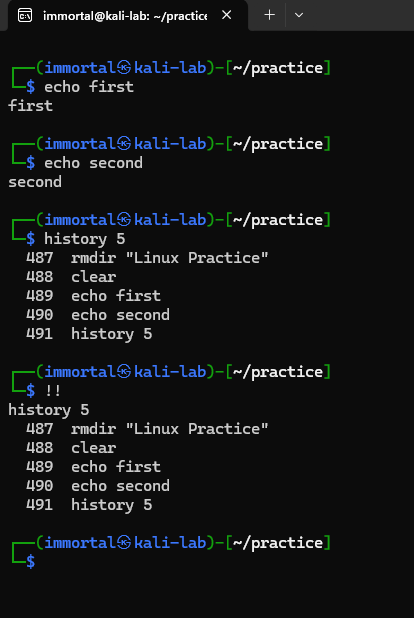 immortal@kali-lab: ~/practice
┌──(immortal㉿kali-lab)-[~/practice]
└─$ echo first
first
┌──(immortal㉿kali-lab)-[~/practice]
└─$ echo second
second
┌──(immortal㉿kali-lab)-[~/practice]
└─$ history 5
487 rmdir "Linux Practice"
488 clear
489 echo first
490 echo second
491 history 5
┌──(immortal㉿kali-lab)-[~/practice]
└─$ !!
history 5
487 rmdir "Linux Practice"
488 clear
489 echo first
490 echo second
491 history 5
┌──(immortal㉿kali-lab)-[~/practice]
└─$